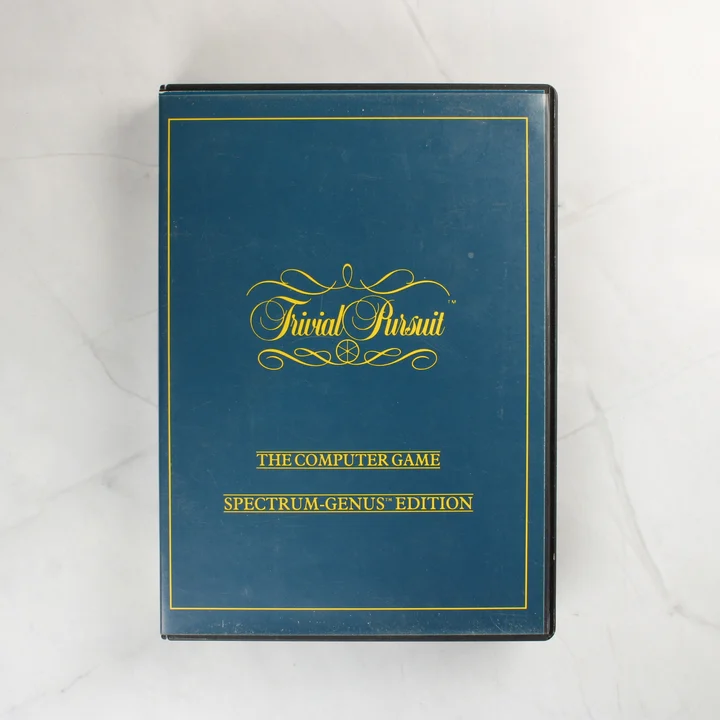 Trivial Pursuit™
THE COMPUTER GAME
SPECTRUM-GENUS™ EDITION